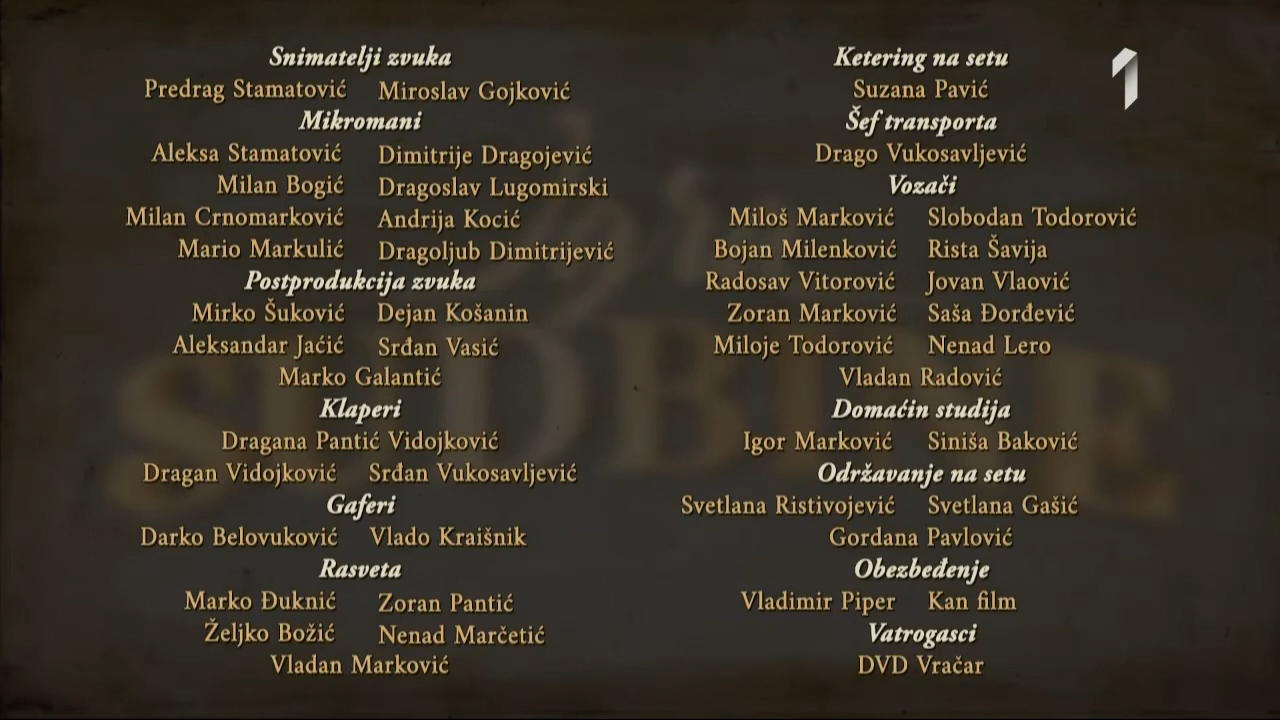 Snimatelji zvuka
Predrag Stamatović Miroslav Gojković
Mikromani
Aleksa Stamatović Dimitrije Dragojević
Milan Bogić Dragoslav Lugomirski
Milan Crnomarković Andrija Kocić
Mario Markulić Dragoljub Dimitrijević
Postprodukcija zvuka
Mirko Šuković Dejan Košanin
Aleksandar Jaćić Srđan Vasić
Marko Galantić
Klaperi
Dragana Pantić Vidojković
Dragan Vidojković Srđan Vukosavljević
Gaferi
Darko Belovuković Vlado Kraišnik
Rasveta
Marko Đuknić Zoran Pantić
Željko Božić Nenad Marčetić
Vladan Marković
Ketering na setu
Suzana Pavić
Šef transporta
Drago Vukosavljević
Vozači
Miloš Marković Slobodan Todorović
Bojan Milenković Rista Šavija
Radosav Vitorović Jovan Vlaović
Zoran Marković Saša Đorđević
Miloje Todorović Nenad Lero
Vladan Radović
Domaćin studija
Igor Marković Siniša Baković
Održavanje na setu
Svetlana Ristivojević Svetlana Gašić
Gordana Pavlović
Obezbeđenje
Vladimir Piper Kan film
Vatrogasci
DVD Vračar
1